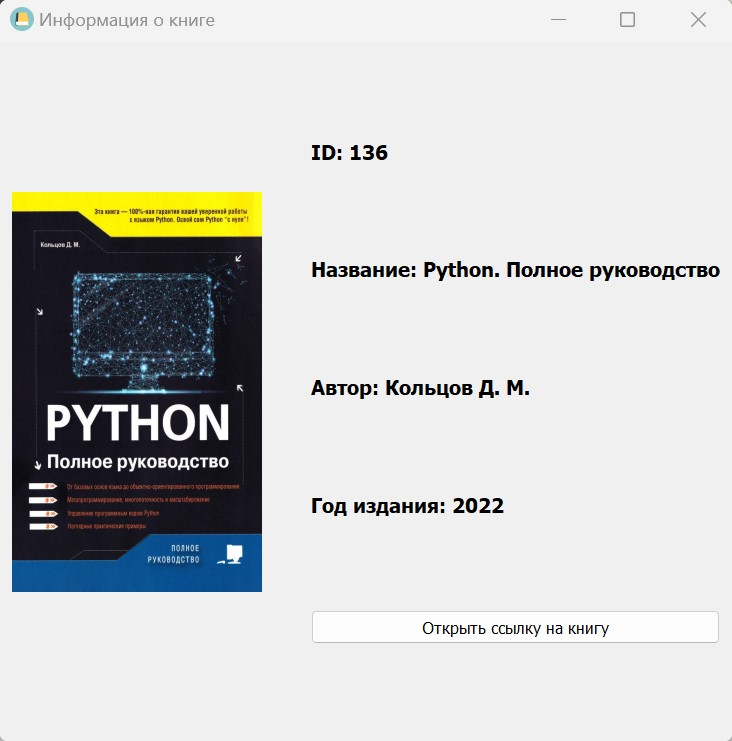 Информация о книге
ID: 136
Эта книга — 100%-ная гарантия вашей уверенной работы
с языком Python. Освой сам Python "с нуля"!
Кольцов Д. М.
Название: Python. Полное руководство
Автор: Кольцов Д. М.
PYTHON
Полное руководство
От базовых основ языка до объектно-ориентированного программирования
Метапрограммирование, многопоточность и масштабирование
Управление программным кодом Python
Наглядные практические примеры
Год издания: 2022
ПОЛНОЕ
РУКОВОДСТВО
Открыть ссылку на книгу